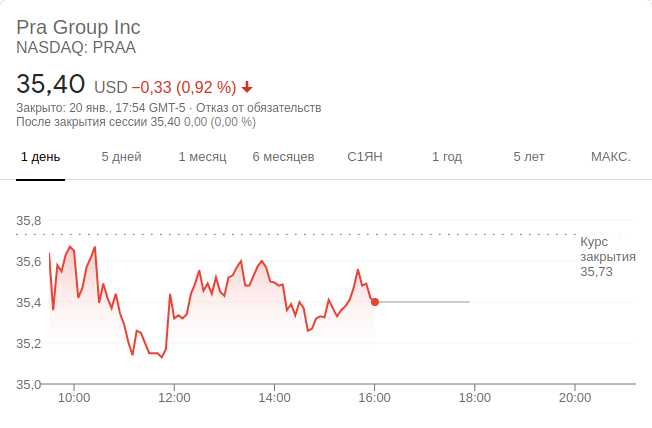 Pra Group Inc
NASDAQ: PRAA
35,40 USD −0,33 (0,92 %)
Закрыто: 20 янв., 17:54 GMT-5 · Отказ от обязательств
После закрытия сессии 35,40 0,00 (0,00 %)
1 день 5 дней 1 месяц 6 месяцев С1ЯН 1 год 5 лет МАКС.
35,8
Курс
закрытия
35,73
35,6
35,4
35,2
35,0
10:00 12:00 14:00 16:00 18:00 20:00